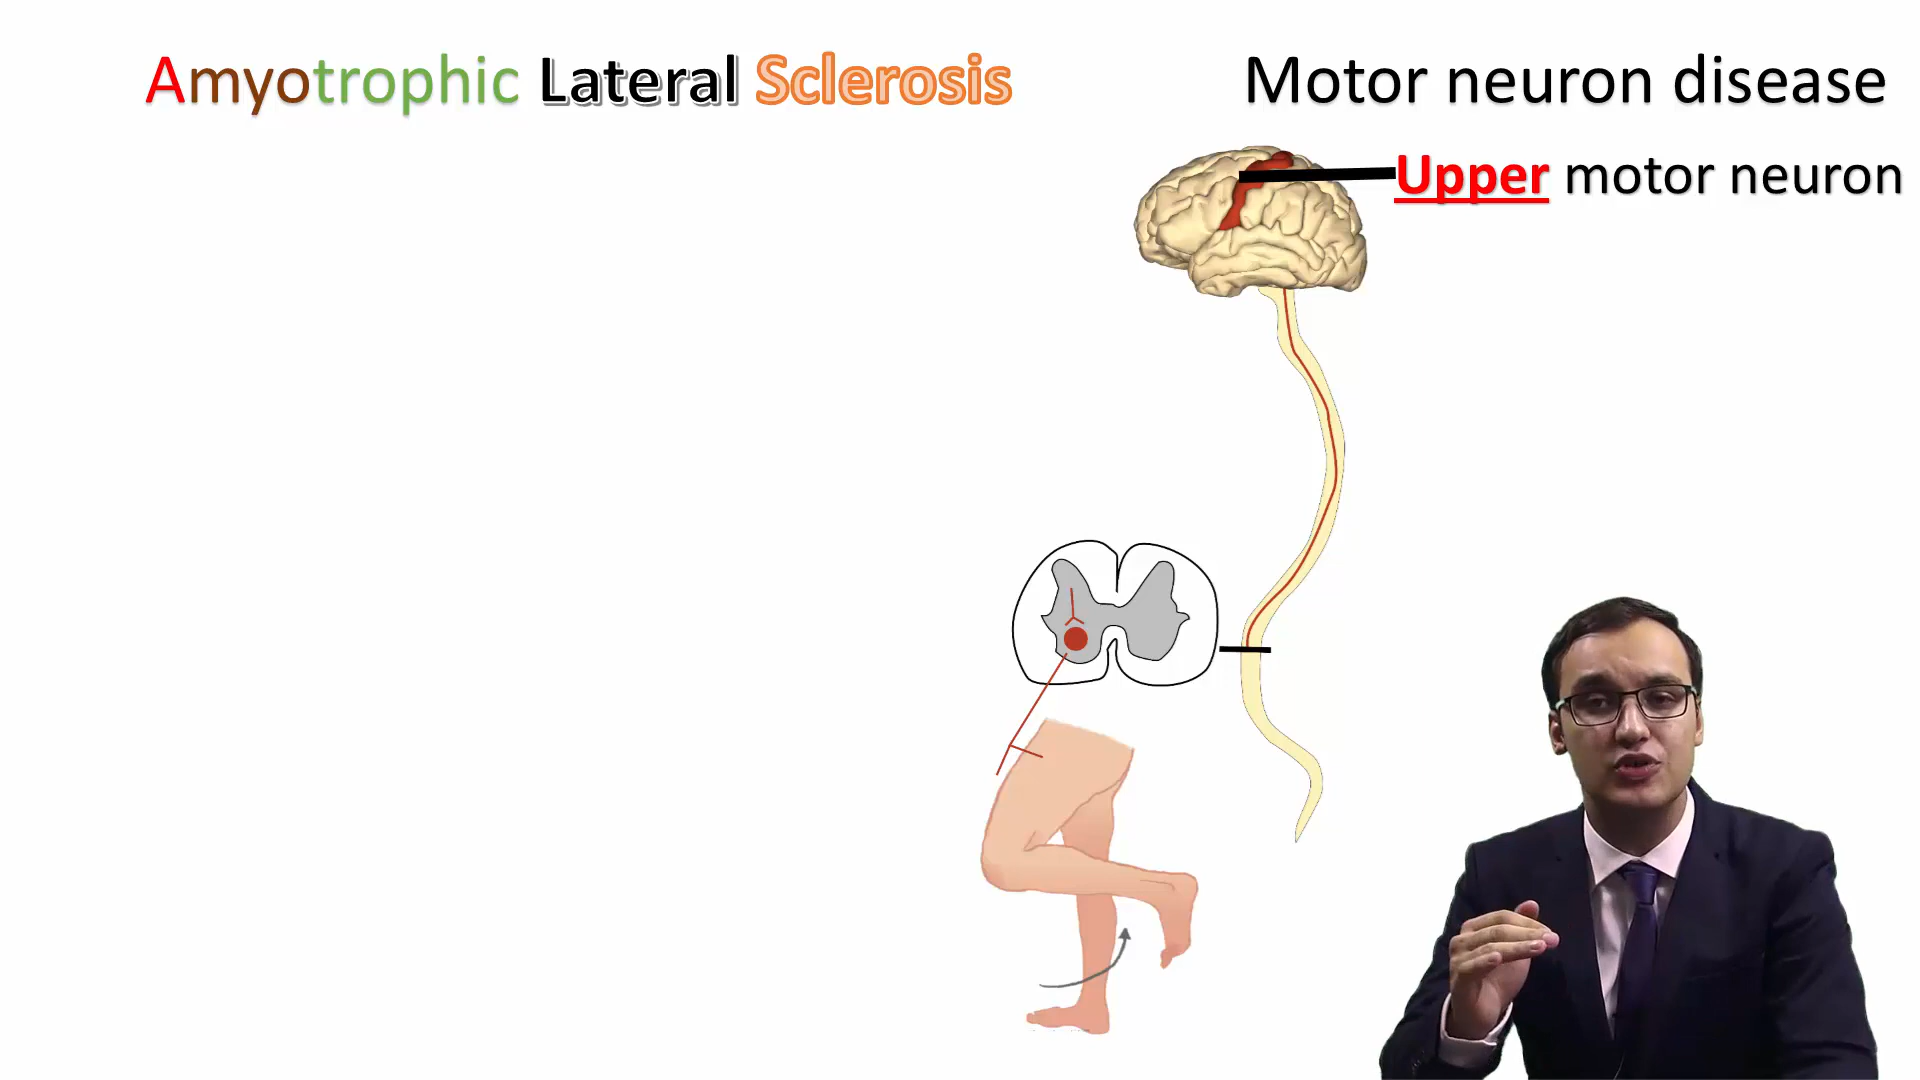 Amyotrophic Lateral Sclerosis
Motor neuron disease
Upper motor neuron